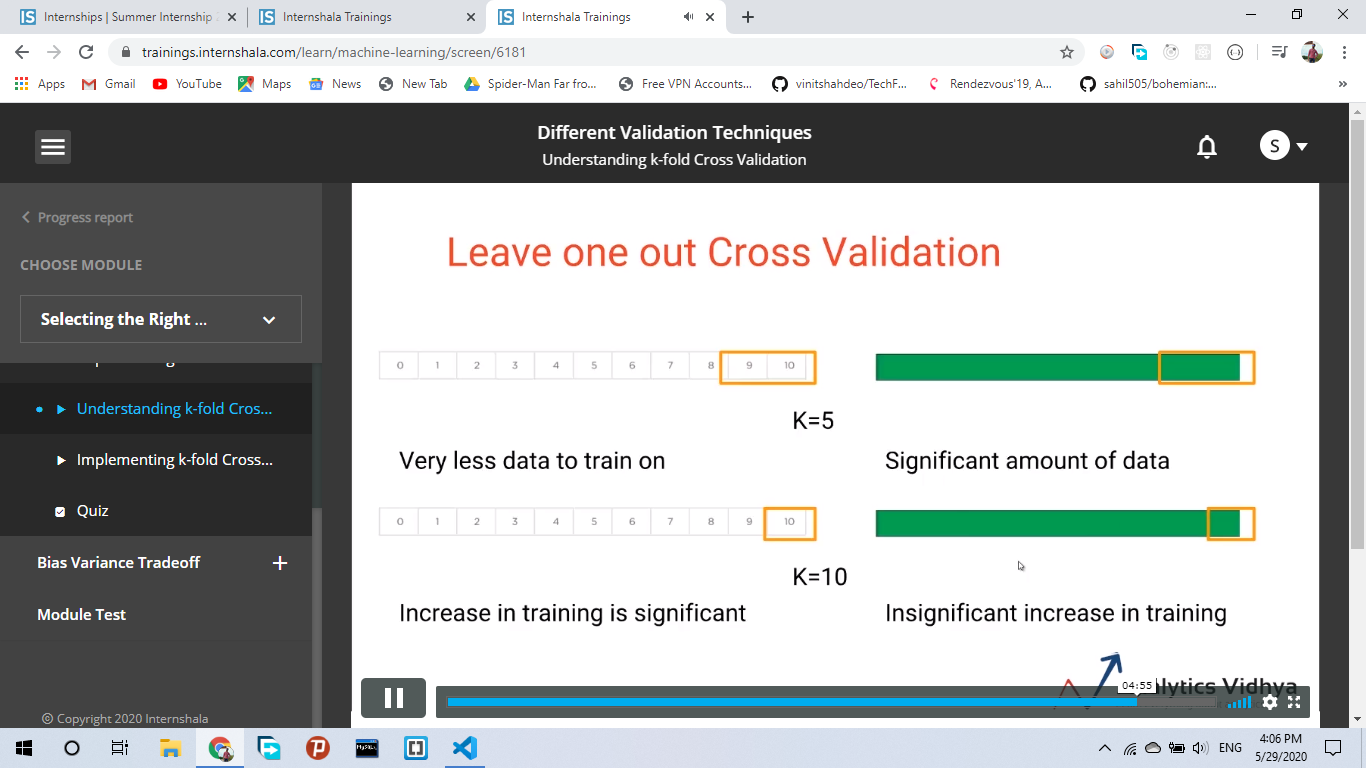 Internships | Summer Internship
Internshala Trainings
Internshala Trainings
trainings.internshala.com/learn/machine-learning/screen/6181
Apps
Gmail
YouTube
Maps
News
New Tab
Spider-Man Far fro...
Free VPN Accounts...
vinitshahdeo/TechF...
Rendezvous'19, A...
sahil505/bohemian:...
»
Different Validation Techniques
Understanding k-fold Cross Validation
S
Progress report
CHOOSE MODULE
Selecting the Right ...
Understanding k-fold Cros...
Implementing k-fold Cross...
Quiz
Bias Variance Tradeoff
Module Test
© Copyright 2020 Internshala
Leave one out Cross Validation
0 1 2 3 4 5 6 7 8 9 10
K=5
Very less data to train on
Significant amount of data
0 1 2 3 4 5 6 7 8 9 10
K=10
Increase in training is significant
Insignificant increase in training
04:55
lytics Vidhya
ENG
4:06 PM
5/29/2020